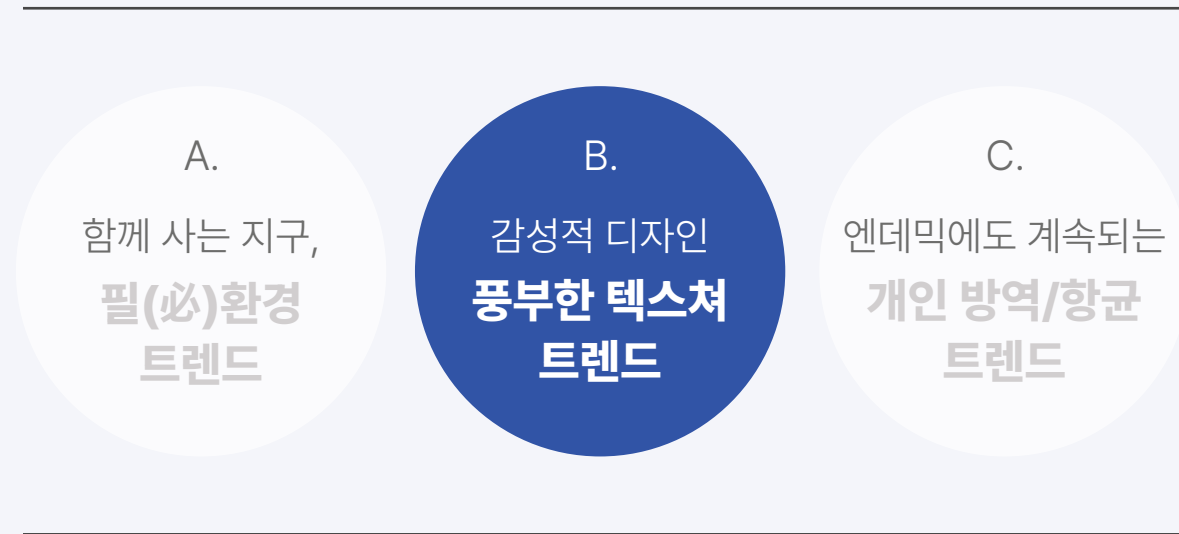 A.
함께 사는 지구,
필(必)환경
트렌드
B.
감성적 디자인
풍부한 텍스쳐
트렌드
C.
엔데믹에도 계속되는
개인 방역/항균
트렌드